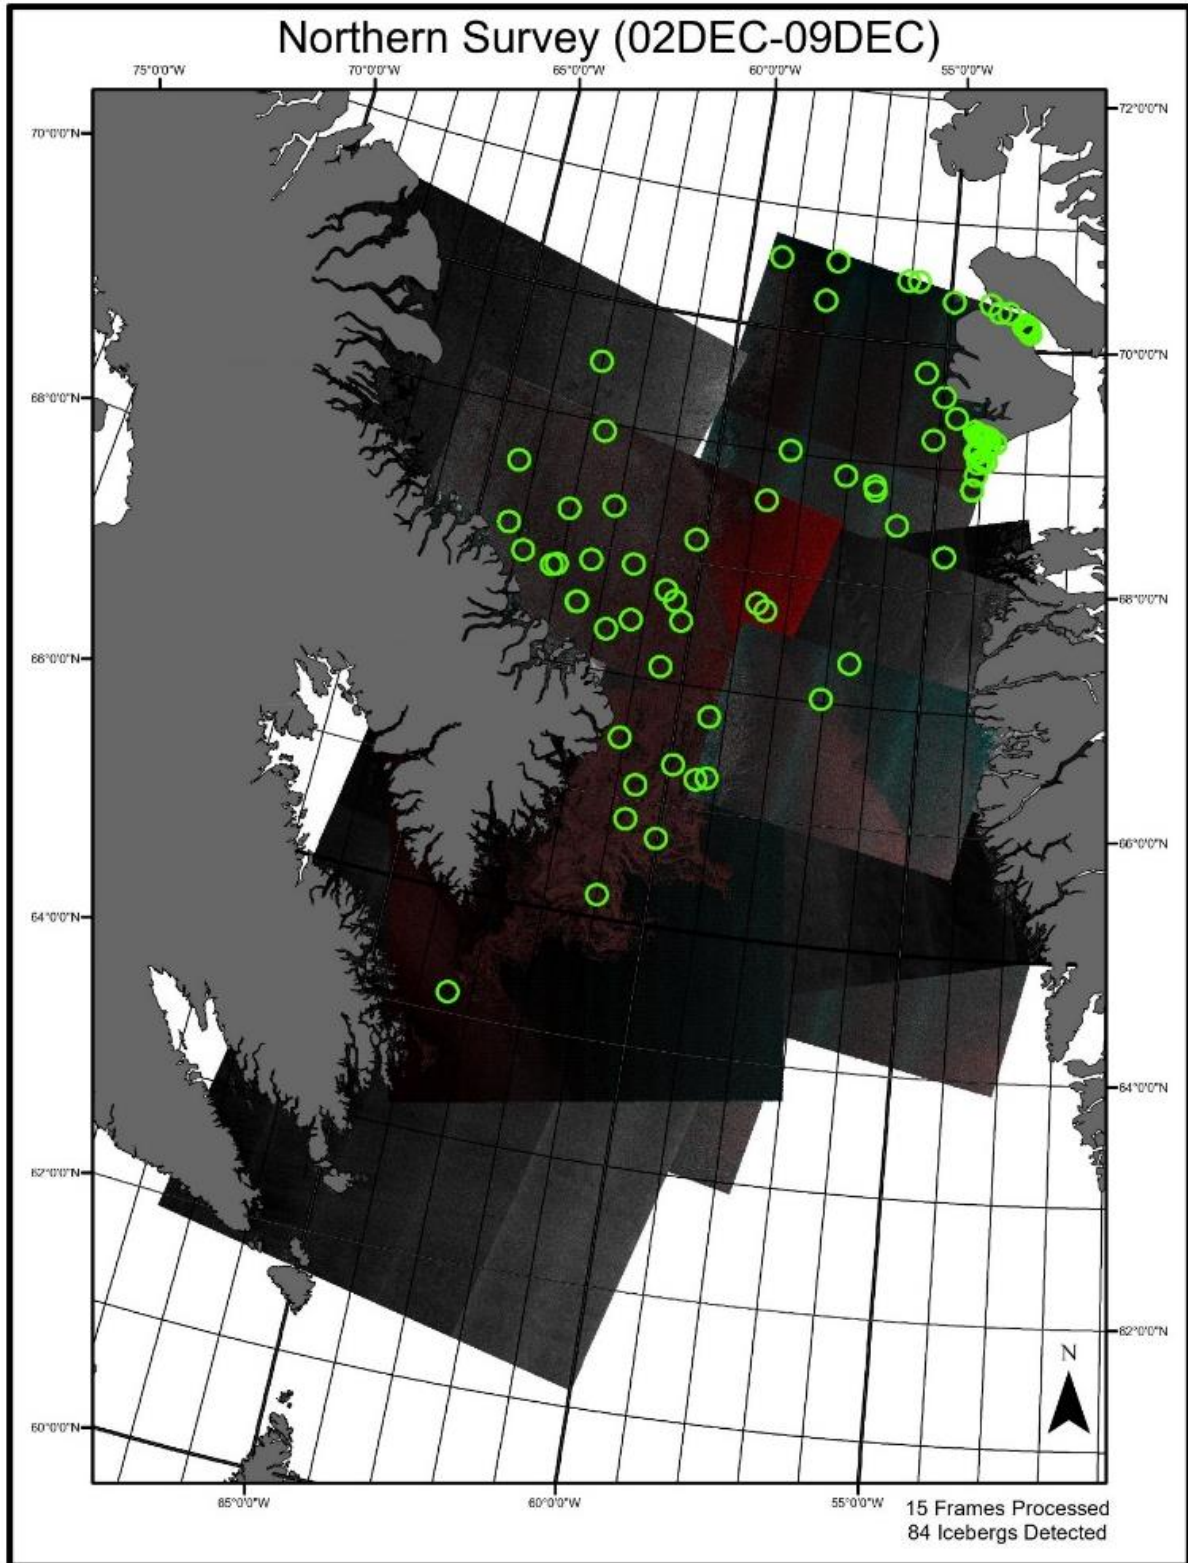 Northern Survey (02DEC-09DEC)
75°0'0"W 70°0'0"W 65°0'0"W 60°0'0"W 55°0'0"W
72°0'0"N
70°0'0"N
70°0'0"N
68°0'0"N
68°0'0"N
66°0'0"N
66°0'0"N
64°0'0"N
64°0'0"N
62°0'0"N
62°0'0"N
N
60°0'0"N
65°0'0"W 60°0'0"W 55°0'0"W
15 Frames Processed
84 Icebergs Detected